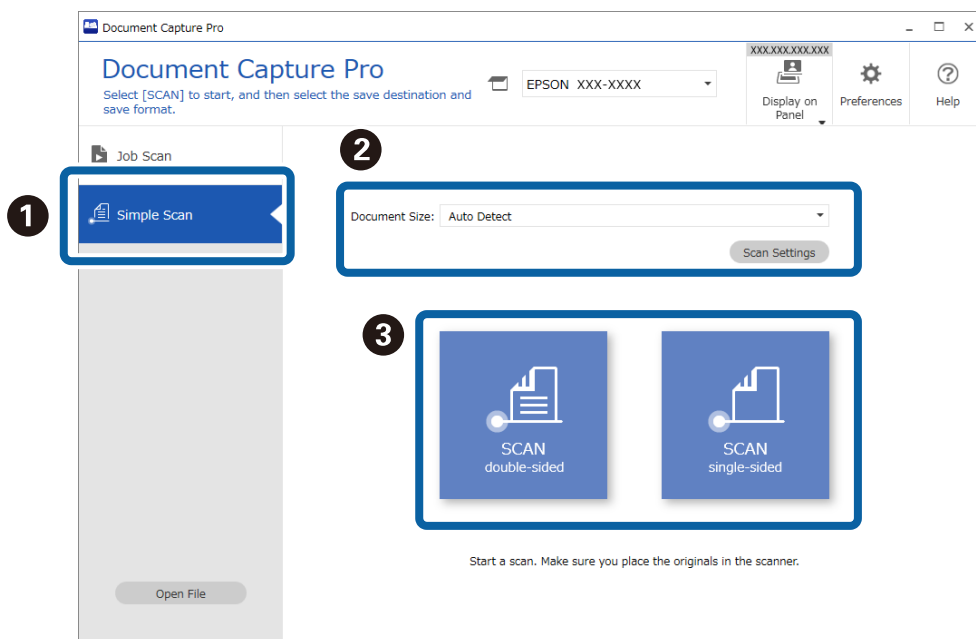 Document Capture Pro
Document Capture Pro
Select [SCAN] to start, and then select the save destination and
save format.
EPSON XXX-XXXX
XXX.XXX.XXX.XXX
Display on
Panel
Preferences
Help
Job Scan
1
Simple Scan
2
Document Size: Auto Detect
Scan Settings
3
SCAN
double-sided
SCAN
single-sided
Start a scan. Make sure you place the originals in the scanner.
Open File